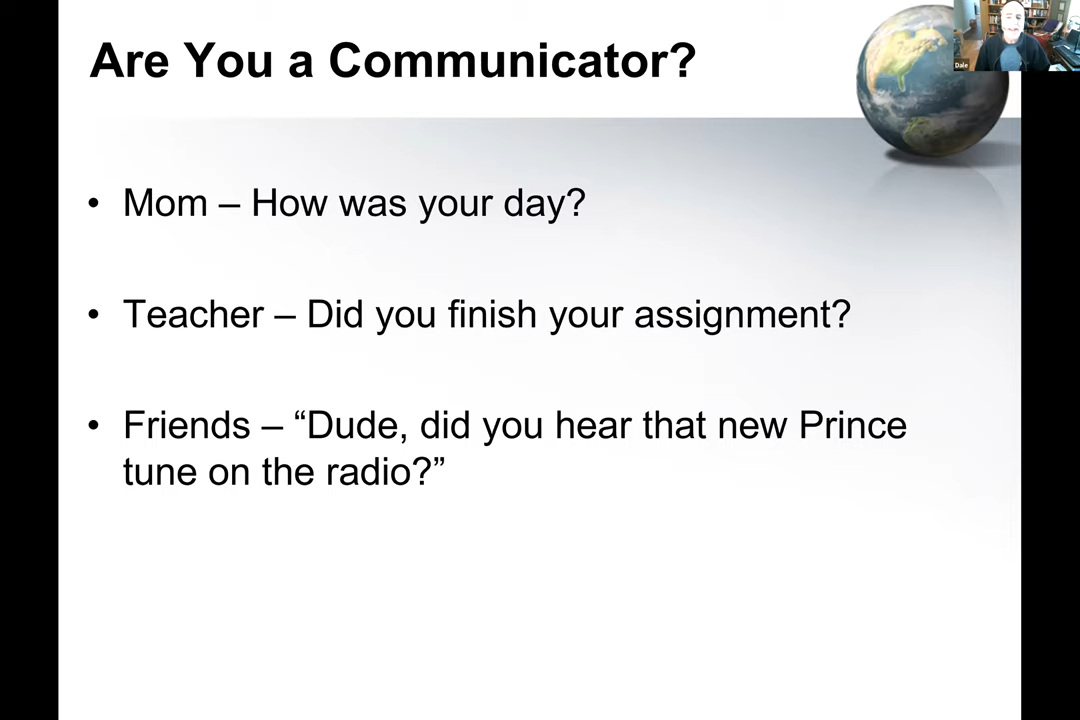 Are You a Communicator?
Dale
• Mom – How was your day?
• Teacher – Did you finish your assignment?
• Friends – “Dude, did you hear that new Prince
tune on the radio?”